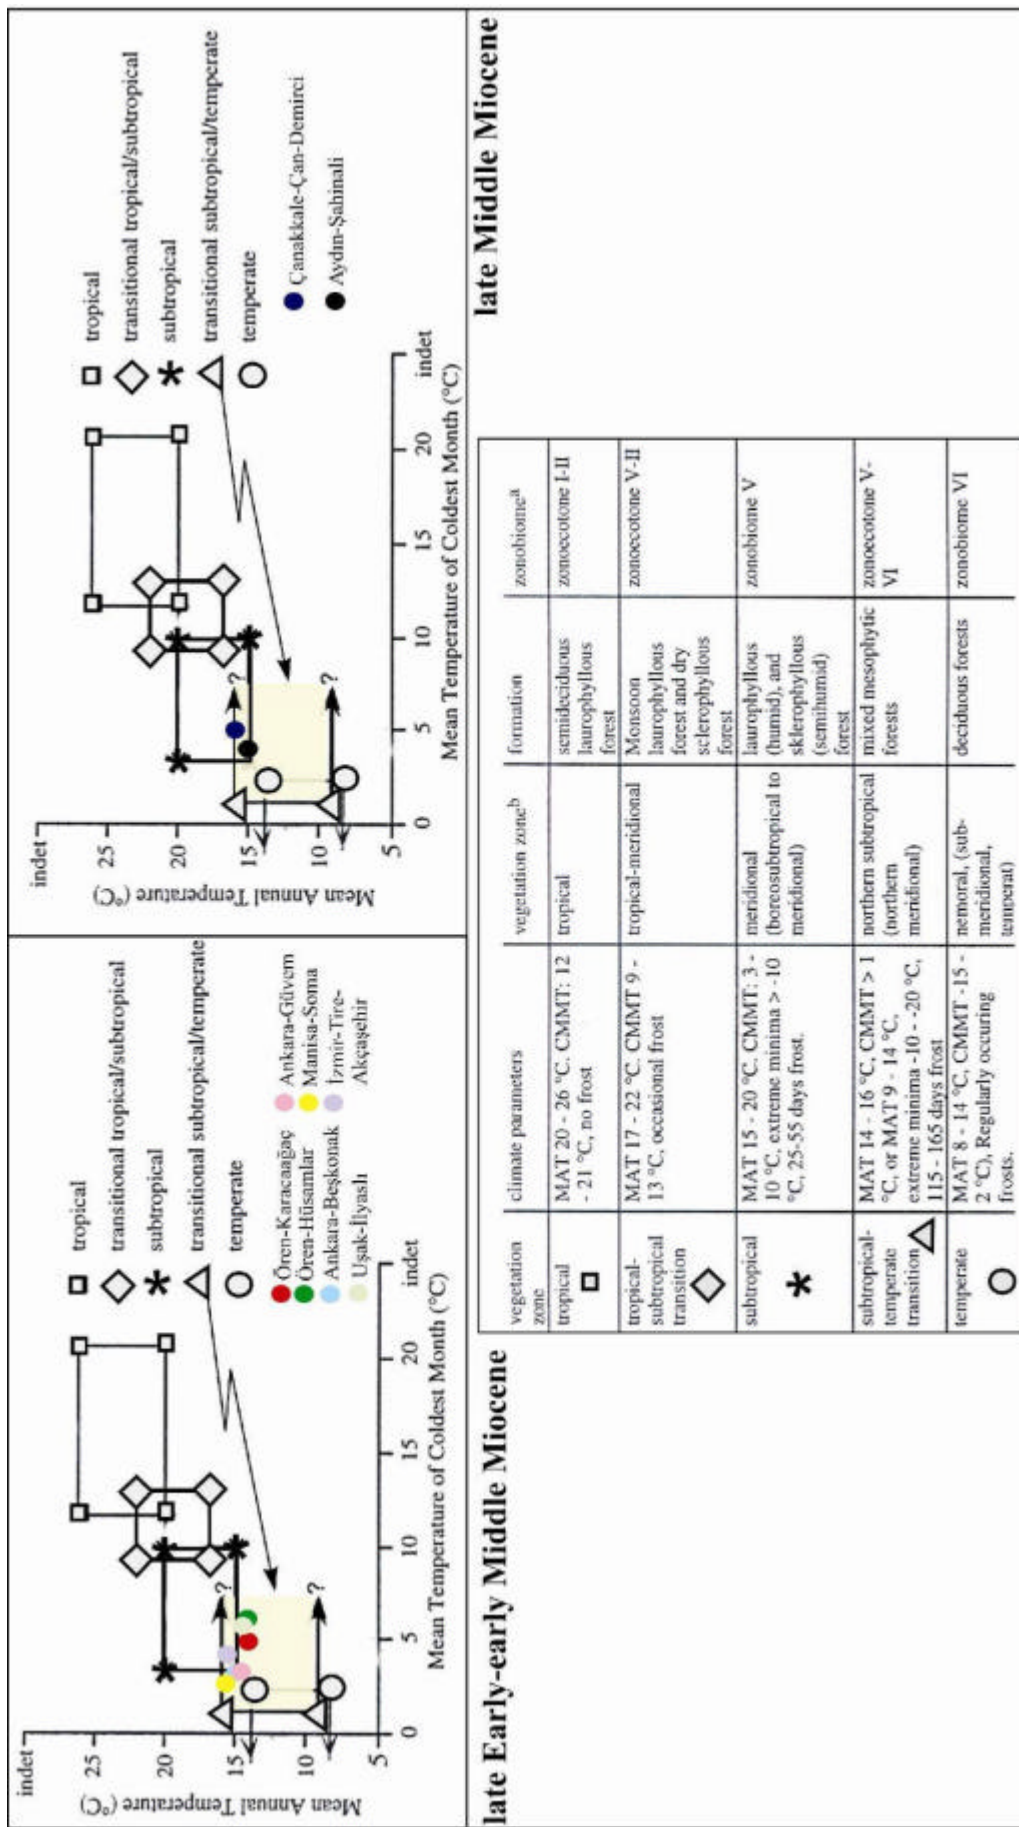 indet
25
20
15
10
5
Mean Annual Temperature (°C)
0
5
10
15
20
indet
Mean Temperature of Coldest Month (°C)
?
?
tropical
transitional tropical/subtropical
subtropical
transitional subtropical/temperate
temperate
Ören-Karacaağaç
Ören-Hüsamlar
Ankara-Beşkonak
Uşak-İlyaslı
Ankara-Güvem
Manisa-Soma
İzmir-Tire-
Akçaşehir
late Early-early Middle Miocene
indet
25
20
15
10
5
Mean Annual Temperature (°C)
0
5
10
15
20
indet
Mean Temperature of Coldest Month (°C)
?
?
tropical
transitional tropical/subtropical
subtropical
transitional subtropical/temperate
temperate
Çanakkale-Çan-Demirci
Aydın-Şahinali
late Middle Miocene
vegetation
zone
climate parameters
vegetation zoneᵇ
formation
zonobiomeᵃ
tropical
MAT 20 - 26 °C. CMMT: 12
- 21 °C, no frost
tropical
semideciduous
laurophyllous
forest
zonoecotone I-II
tropical-
subtropical
transition
MAT 17 - 22 °C. CMMT 9 -
13 °C, occasional frost
tropical-meridional
Monsoon
laurophyllous
forest and dry
sclerophyllous
forest
zonoecotone V-II
subtropical
MAT 15 - 20 °C. CMMT: 3 -
10 °C, extreme minima > -10
°C, 25-55 days frost.
meridional
(boreosubtropical to
meridional)
laurophyllous
(humid), and
sklerophyllous
(semihumid)
forest
zonobiome V
subtropical-
temperate
transition
MAT 14 - 16 °C, CMMT > 1
°C, or MAT 9 - 14 °C,
extreme minima -10 - -20 °C,
115 - 165 days frost
northern subtropical
(northern
meridional)
mixed mesophytic
forests
zonoecotone V-
VI
temperate
MAT 8 - 14 °C, CMMT -15 -
2 °C), Regularly occuring
frosts.
nemoral, (sub-
meridional,
temperat)
deciduous forests
zonobiome VI